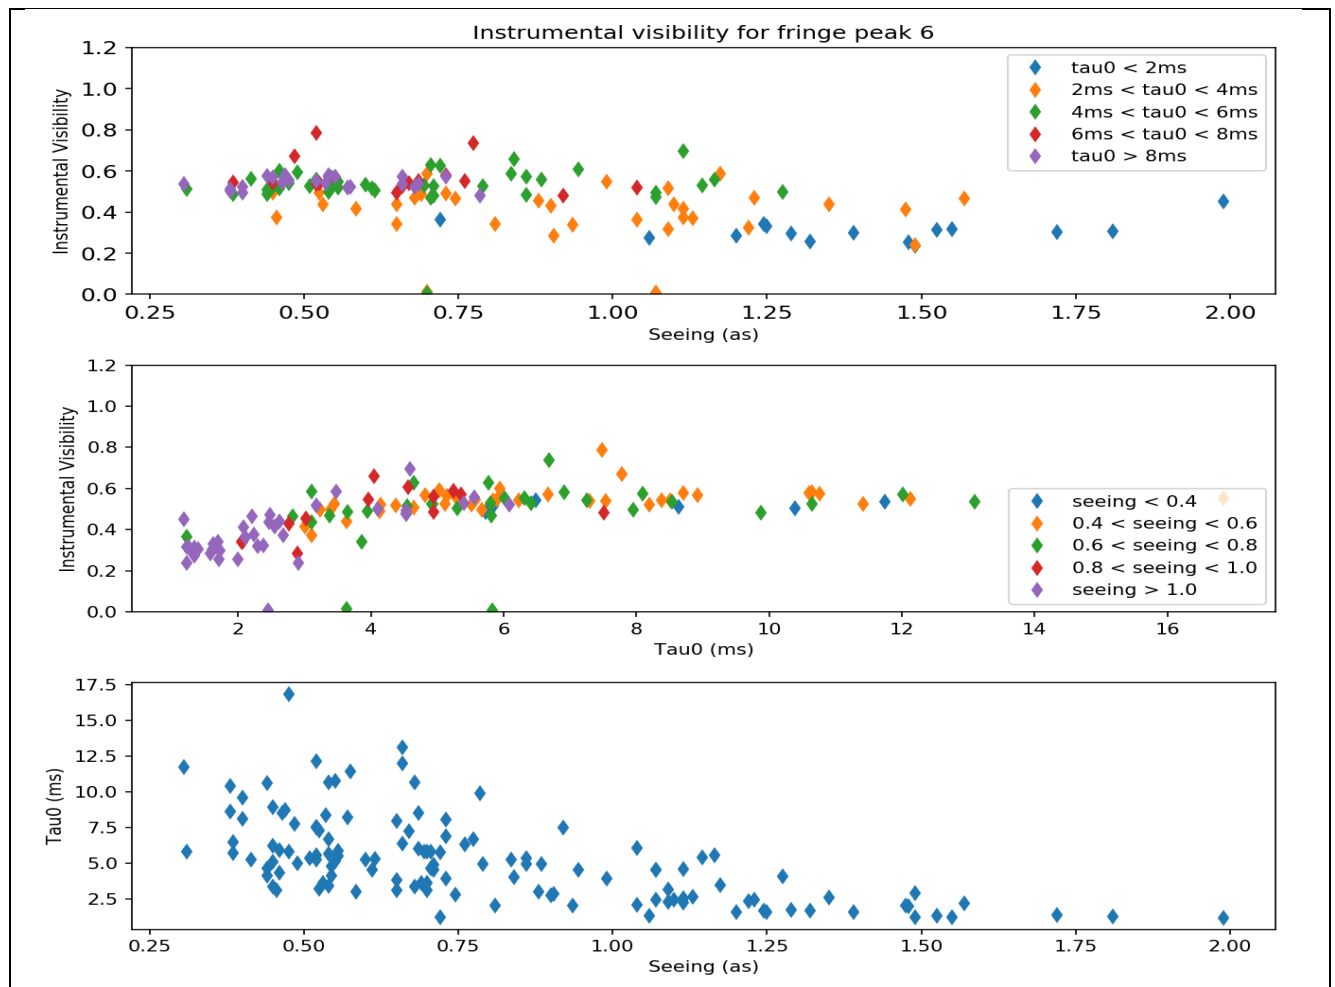 Instrumental visibility for fringe peak 6
1.2
1.0
0.8
0.6
0.4
0.2
0.0
Instrumental Visibility
tau0 < 2ms
2ms < tau0 < 4ms
4ms < tau0 < 6ms
6ms < tau0 < 8ms
tau0 > 8ms
0.25 0.50 0.75 1.00 1.25 1.50 1.75 2.00
Seeing (as)
1.2
1.0
0.8
0.6
0.4
0.2
0.0
Instrumental Visibility
seeing < 0.4
0.4 < seeing < 0.6
0.6 < seeing < 0.8
0.8 < seeing < 1.0
seeing > 1.0
2 4 6 8 10 12 14 16
Tau0 (ms)
17.5
15.0
12.5
10.0
7.5
5.0
2.5
Tau0 (ms)
0.25 0.50 0.75 1.00 1.25 1.50 1.75 2.00
Seeing (as)